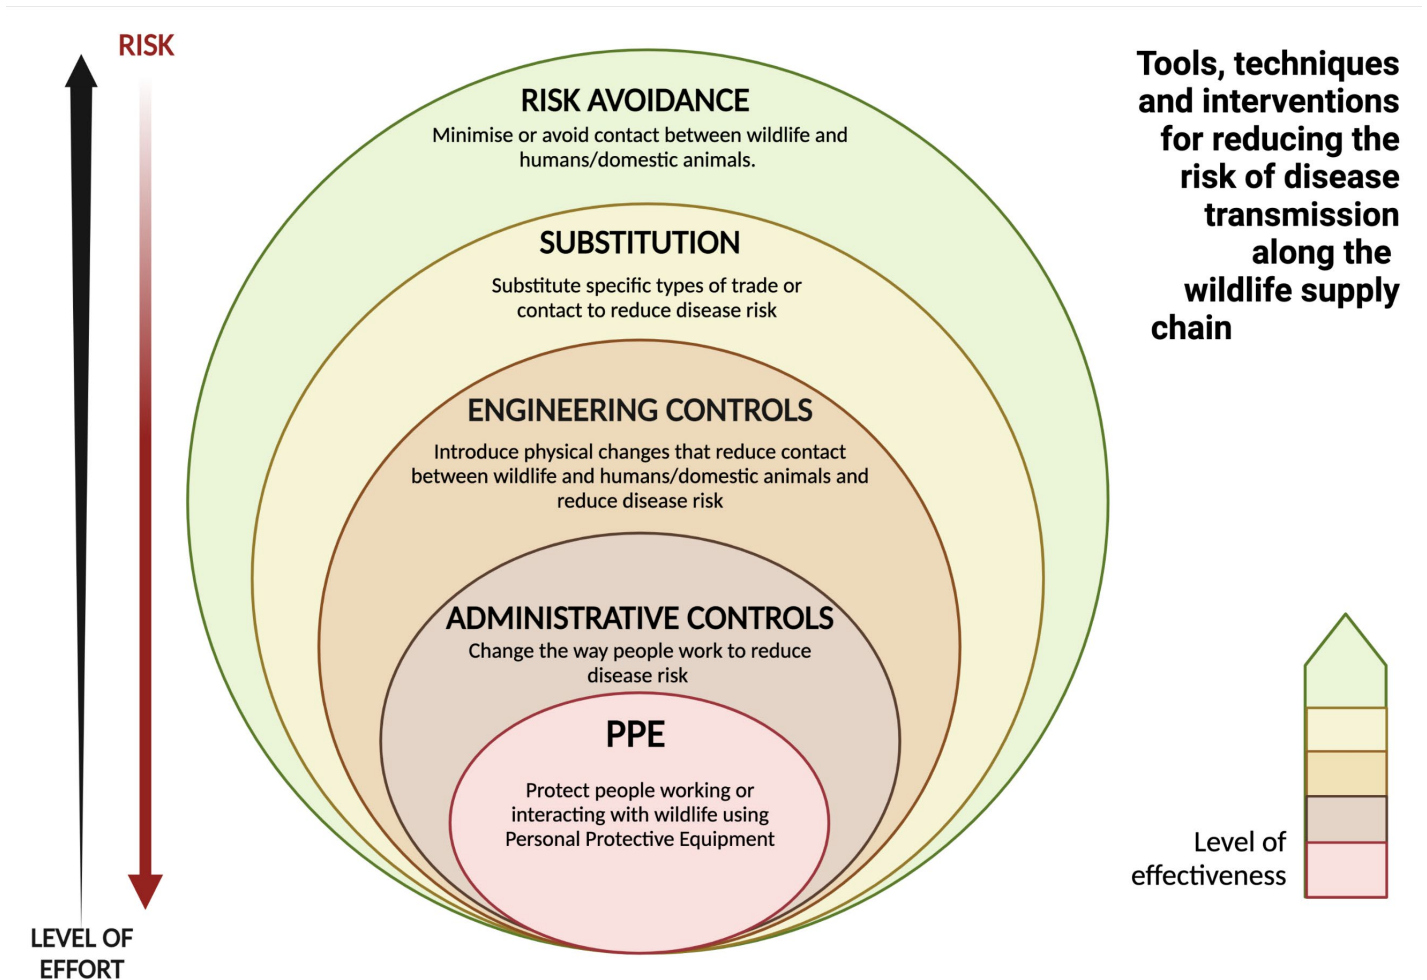 RISK
RISK AVOIDANCE
Minimise or avoid contact between wildlife and
humans/domestic animals.
SUBSTITUTION
Substitute specific types of trade or
contact to reduce disease risk
ENGINEERING CONTROLS
Introduce physical changes that reduce contact
between wildlife and humans/domestic animals and
reduce disease risk
ADMINISTRATIVE CONTROLS
Change the way people work to reduce
disease risk
PPE
Protect people working or
interacting with wildlife using
Personal Protective Equipment
LEVEL OF
EFFORT
Tools, techniques
and interventions
for reducing the
risk of disease
transmission
along the
wildlife supply
chain
Level of
effectiveness